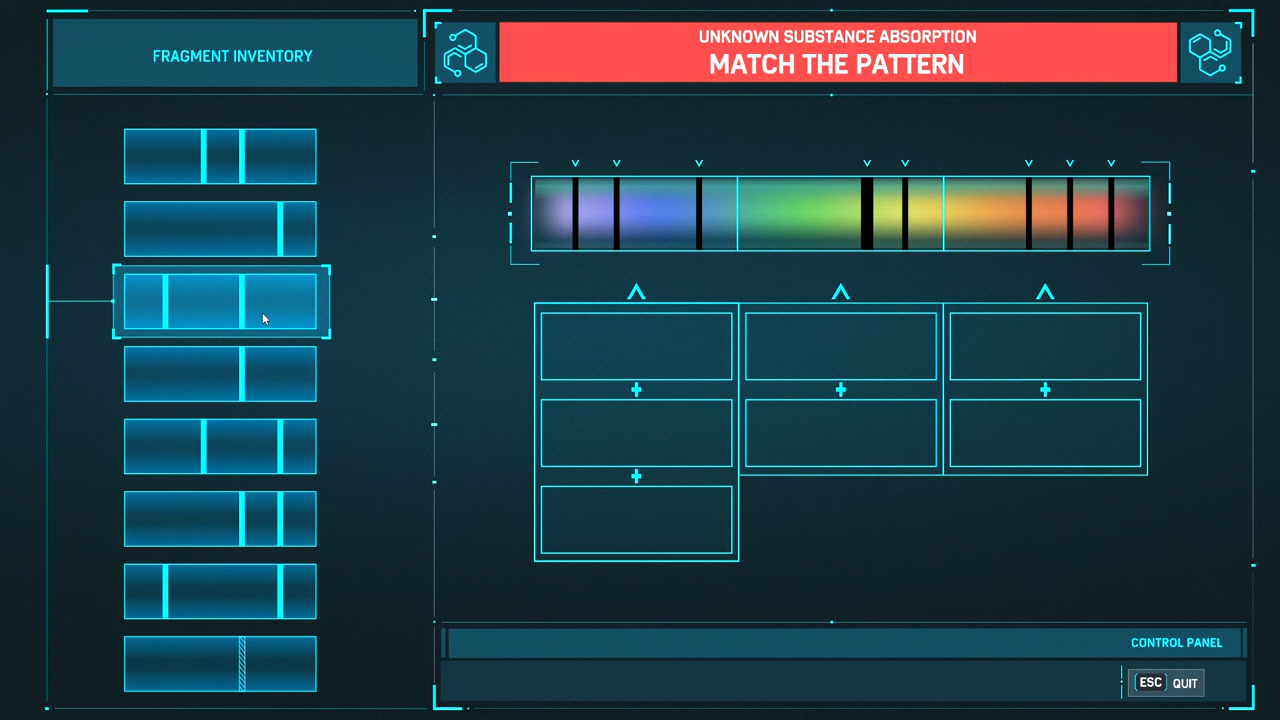 FRAGMENT INVENTORY
UNKNOWN SUBSTANCE ABSORPTION
MATCH THE PATTERN
CONTROL PANEL
ESC QUIT